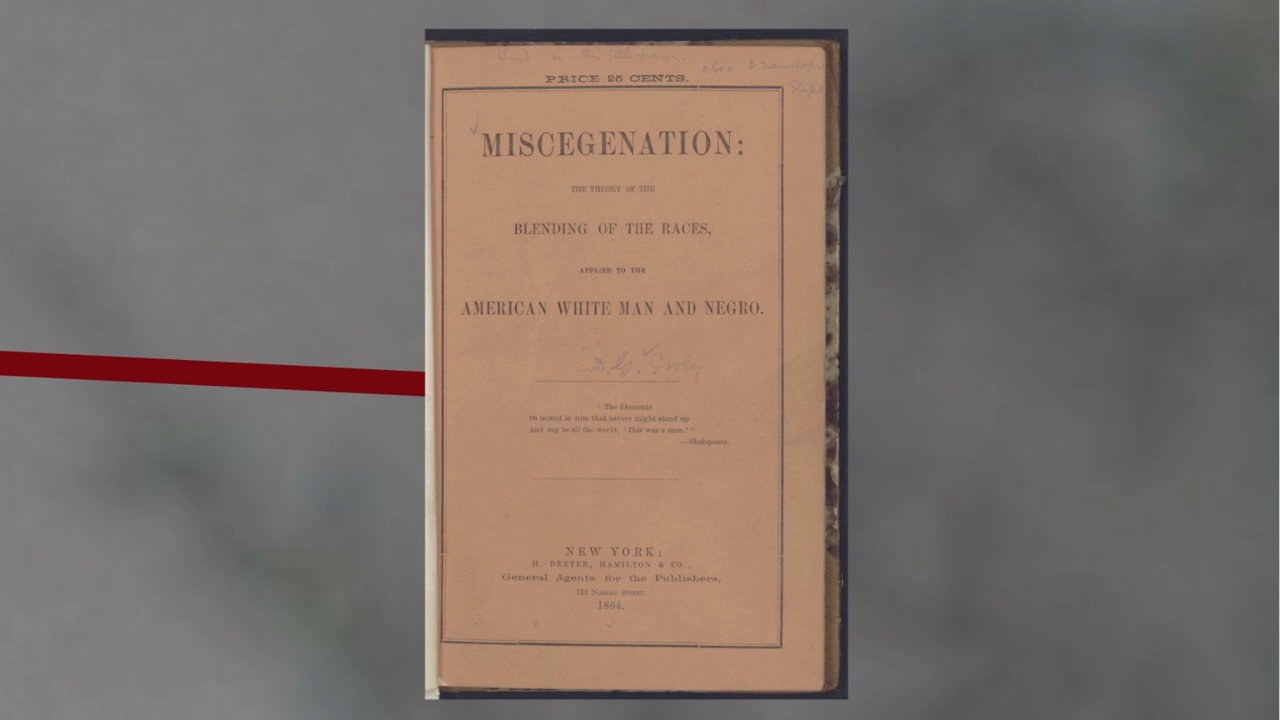 PRICE 25 CENTS.
MISCEGENATION:
THE THEORY OF THE
BLENDING OF THE RACES,
APPLIED TO THE
AMERICAN WHITE MAN AND NEGRO.
D. G. Croly
The Elements
So mixed in him that nature might stand up
And say to all the world, 'This was a man.'"
—Shakspeare.
NEW YORK:
H. DEXTER, HAMILTON & CO.,
General Agents for the Publishers,
113 NASSAU STREET.
1864.